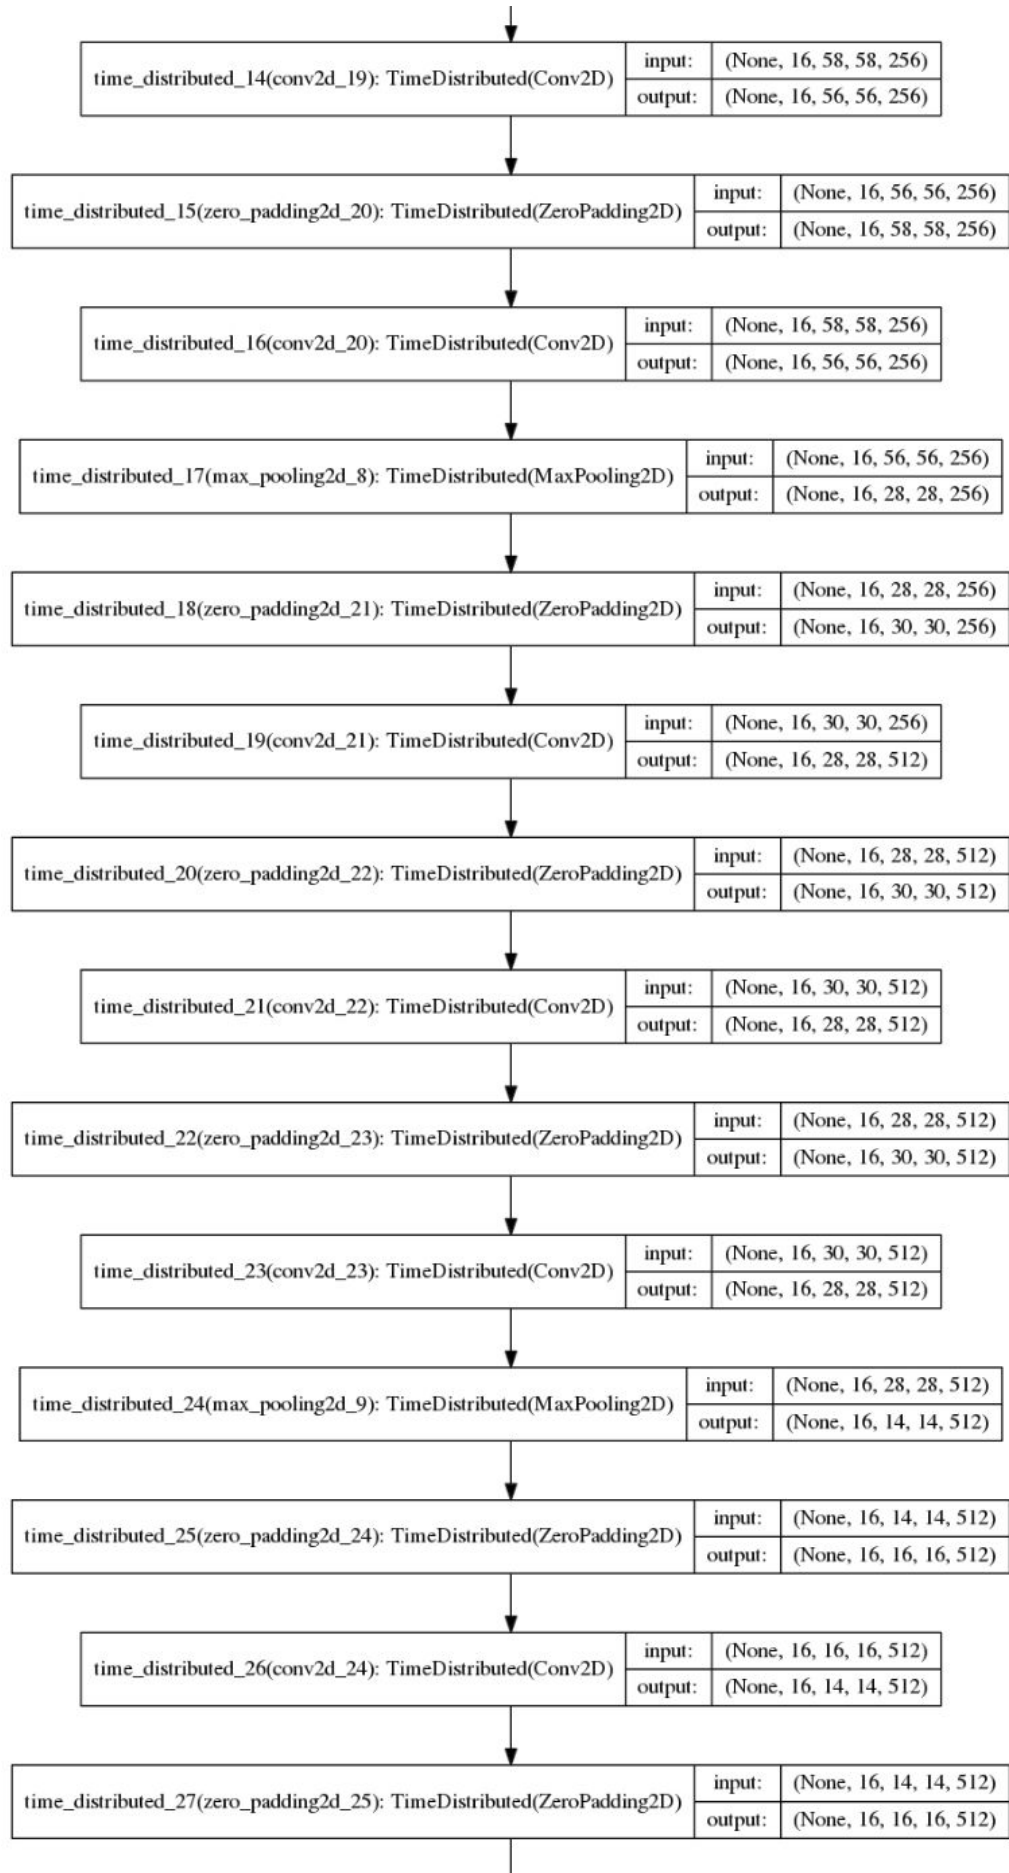 time_distributed_14(conv2d_19): TimeDistributed(Conv2D)
input: (None, 16, 58, 58, 256)
output: (None, 16, 56, 56, 256)
time_distributed_15(zero_padding2d_20): TimeDistributed(ZeroPadding2D)
input: (None, 16, 56, 56, 256)
output: (None, 16, 58, 58, 256)
time_distributed_16(conv2d_20): TimeDistributed(Conv2D)
input: (None, 16, 58, 58, 256)
output: (None, 16, 56, 56, 256)
time_distributed_17(max_pooling2d_8): TimeDistributed(MaxPooling2D)
input: (None, 16, 56, 56, 256)
output: (None, 16, 28, 28, 256)
time_distributed_18(zero_padding2d_21): TimeDistributed(ZeroPadding2D)
input: (None, 16, 28, 28, 256)
output: (None, 16, 30, 30, 256)
time_distributed_19(conv2d_21): TimeDistributed(Conv2D)
input: (None, 16, 30, 30, 256)
output: (None, 16, 28, 28, 512)
time_distributed_20(zero_padding2d_22): TimeDistributed(ZeroPadding2D)
input: (None, 16, 28, 28, 512)
output: (None, 16, 30, 30, 512)
time_distributed_21(conv2d_22): TimeDistributed(Conv2D)
input: (None, 16, 30, 30, 512)
output: (None, 16, 28, 28, 512)
time_distributed_22(zero_padding2d_23): TimeDistributed(ZeroPadding2D)
input: (None, 16, 28, 28, 512)
output: (None, 16, 30, 30, 512)
time_distributed_23(conv2d_23): TimeDistributed(Conv2D)
input: (None, 16, 30, 30, 512)
output: (None, 16, 28, 28, 512)
time_distributed_24(max_pooling2d_9): TimeDistributed(MaxPooling2D)
input: (None, 16, 28, 28, 512)
output: (None, 16, 14, 14, 512)
time_distributed_25(zero_padding2d_24): TimeDistributed(ZeroPadding2D)
input: (None, 16, 14, 14, 512)
output: (None, 16, 16, 16, 512)
time_distributed_26(conv2d_24): TimeDistributed(Conv2D)
input: (None, 16, 16, 16, 512)
output: (None, 16, 14, 14, 512)
time_distributed_27(zero_padding2d_25): TimeDistributed(ZeroPadding2D)
input: (None, 16, 14, 14, 512)
output: (None, 16, 16, 16, 512)